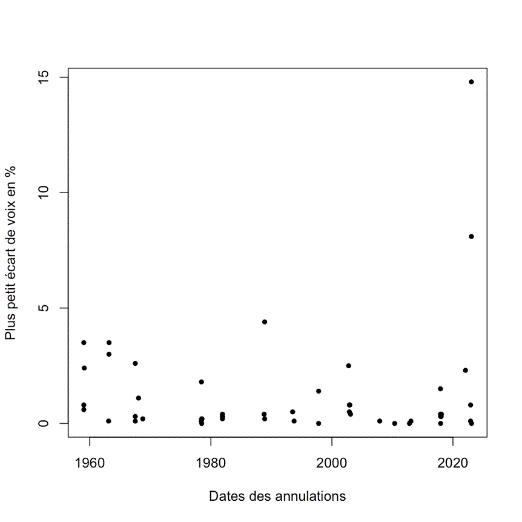 Plus petit écart de voix en %
15
10
5
0
1960 1980 2000 2020
Dates des annulations